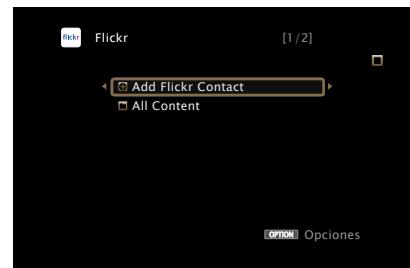 flickr Flickr [1/2]
Add Flickr Contact
All Content
OPTION Opciones